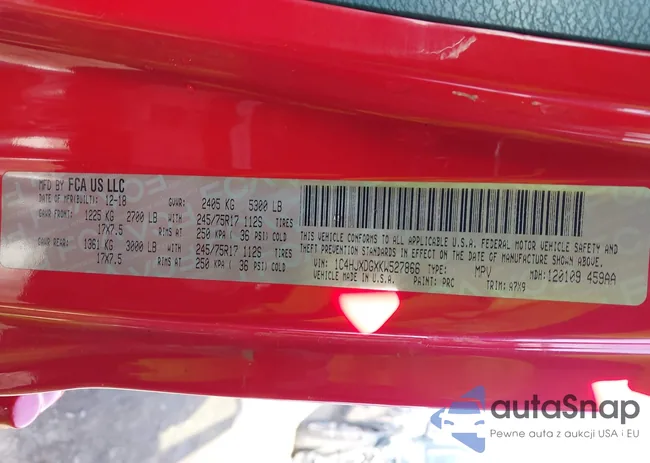 MFD BY FCA US LLC
DATE OF MFR(BUILT): 12-18 GVWR: 2405 KG 5300 LB
GAWR FRONT: 1225 KG 2700 LB WITH 245/75R17 112S TIRES
17X7.5 RIMS AT 250 KPA ( 36 PSI) COLD
GAWR REAR: 1361 KG 3000 LB WITH 245/75R17 112S TIRES
17X7.5 RIMS AT 250 KPA ( 36 PSI) COLD
THIS VEHICLE CONFORMS TO ALL APPLICABLE U.S.A. FEDERAL MOTOR VEHICLE SAFETY, BUMPER AND
THEFT PREVENTION STANDARDS IN EFFECT ON THE DATE OF MANUFACTURE SHOWN ABOVE.
VIN: 1C4HJXDGXKW527866 TYPE: MPV MDH: 120109 459AA
VEHICLE MADE IN U.S.A. PAINT: PRC TRIM: A7X9
autoSnap
Pewne auta z aukcji USA i EU